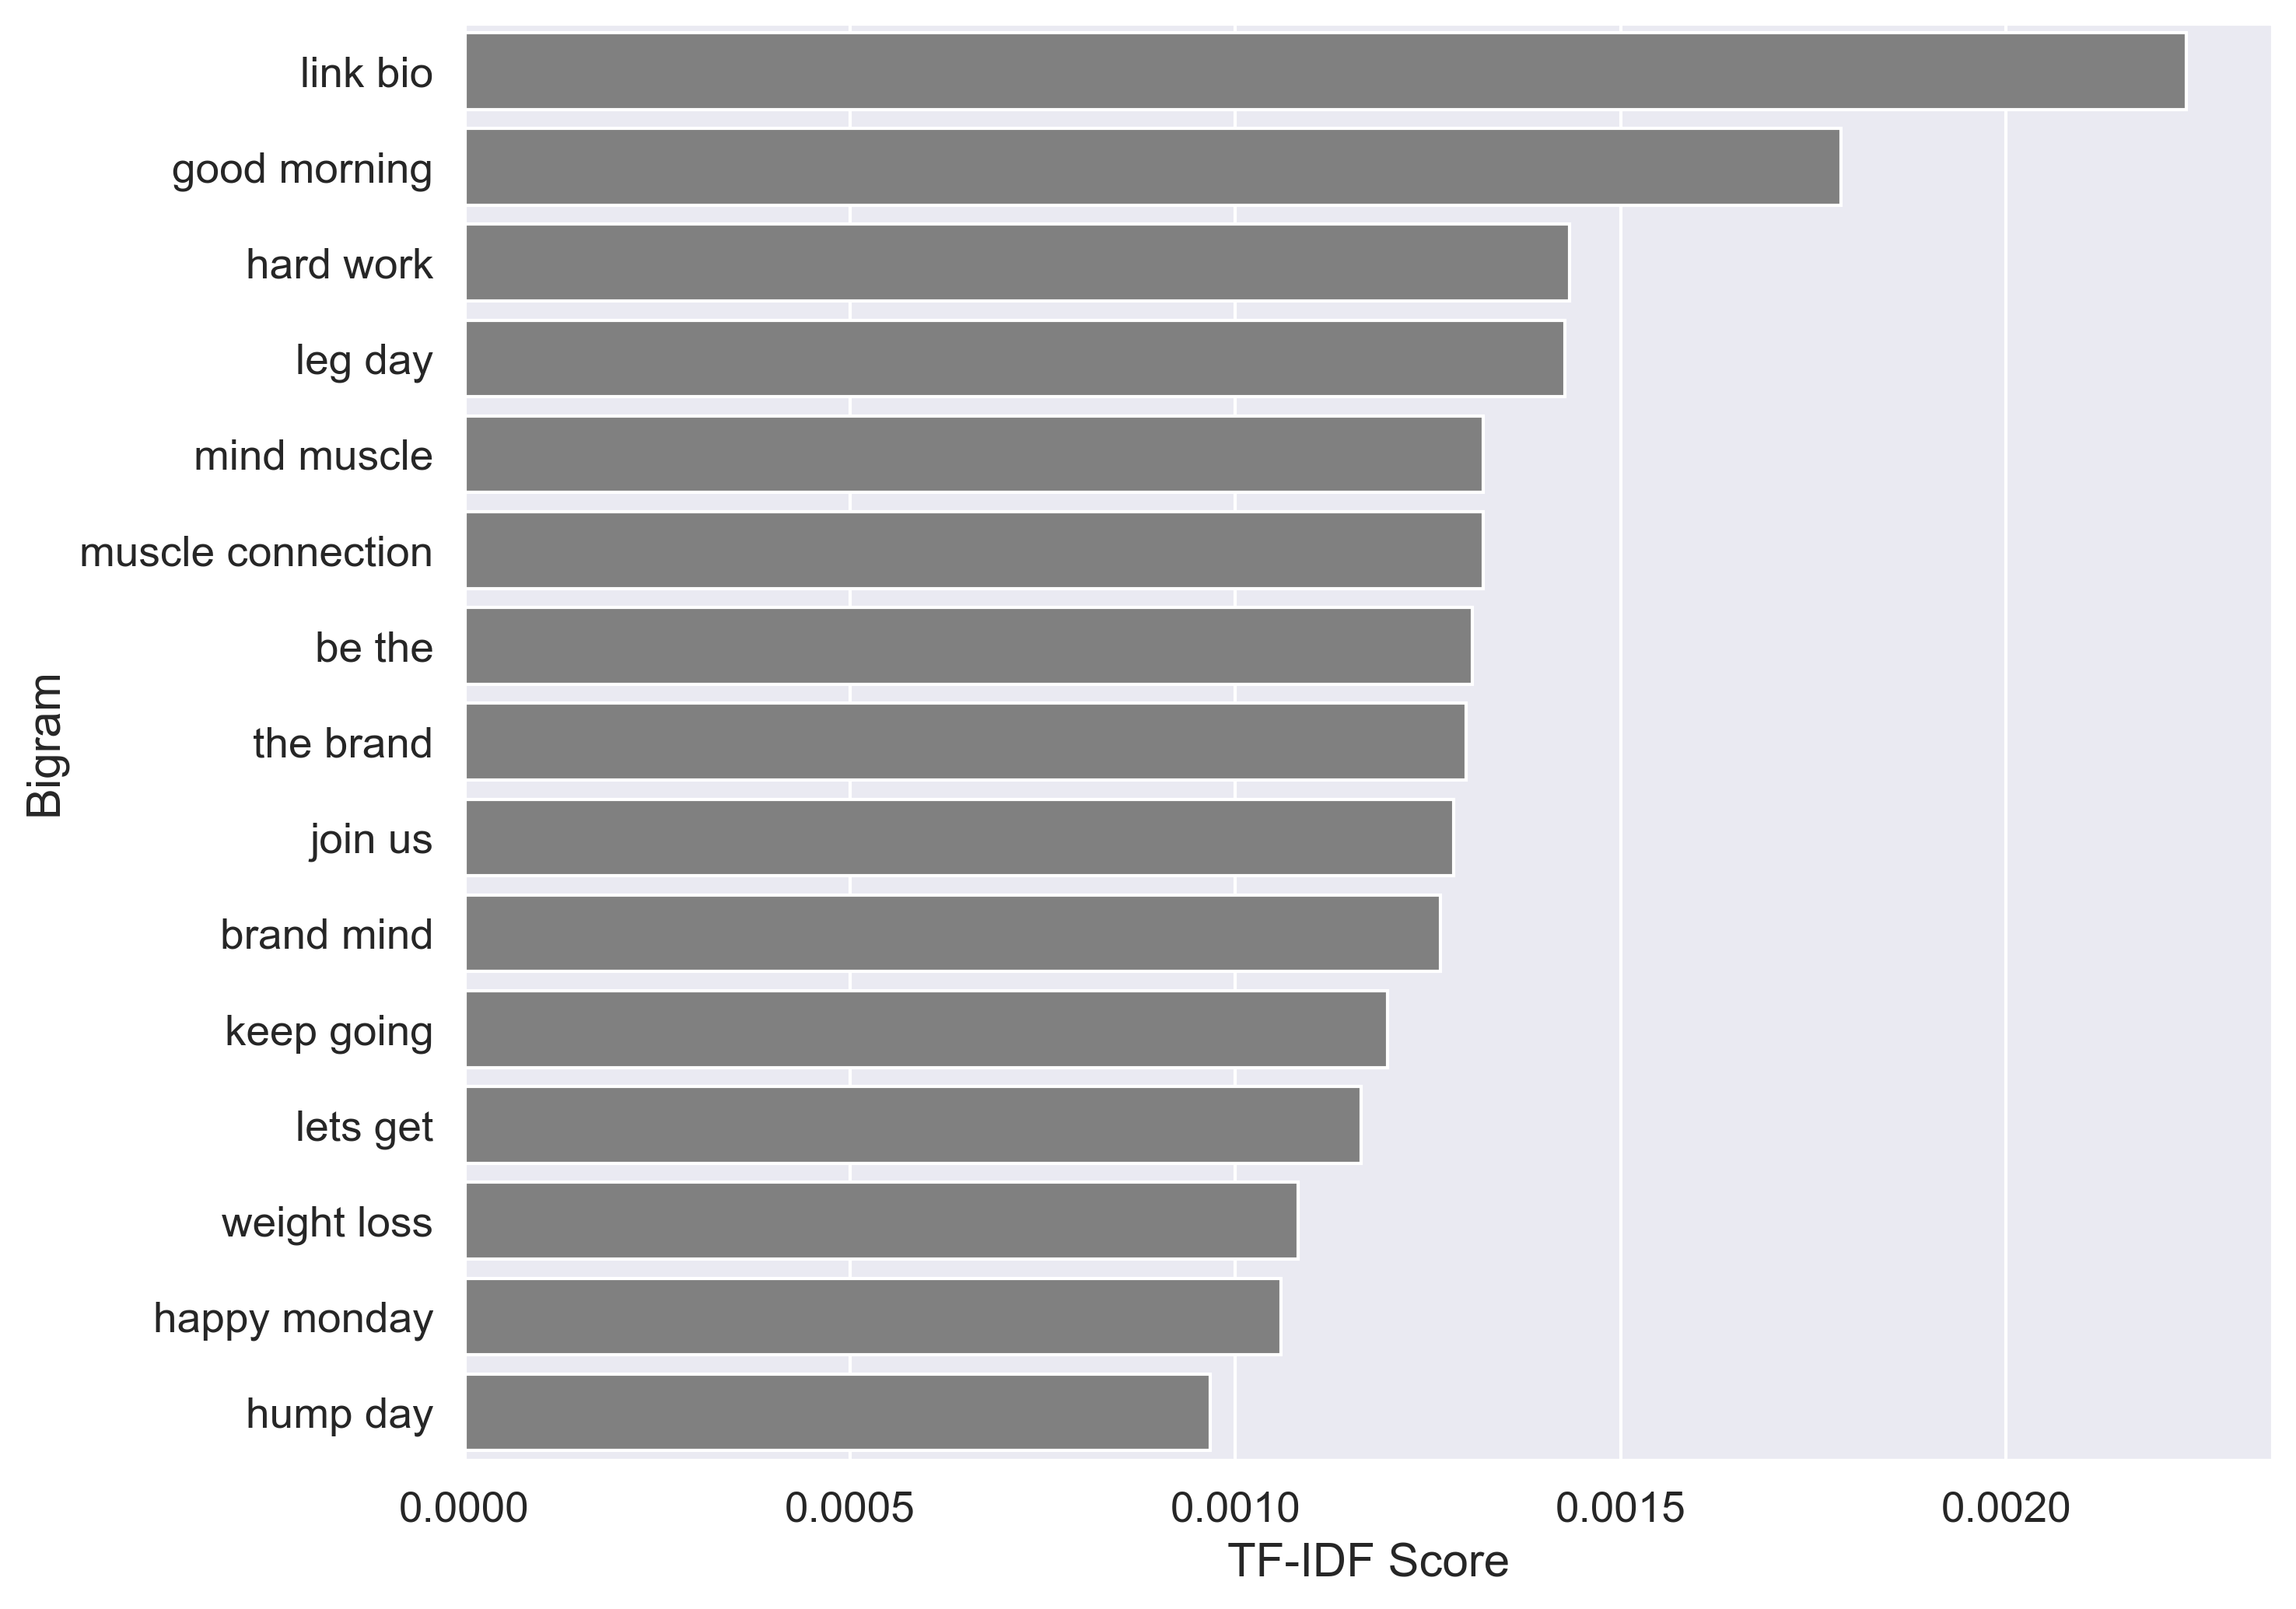 link bio
good morning
hard work
leg day
mind muscle
muscle connection
be the
the brand
join us
brand mind
keep going
lets get
weight loss
happy monday
hump day
Bigram
0.0000 0.0005 0.0010 0.0015 0.0020
TF-IDF Score